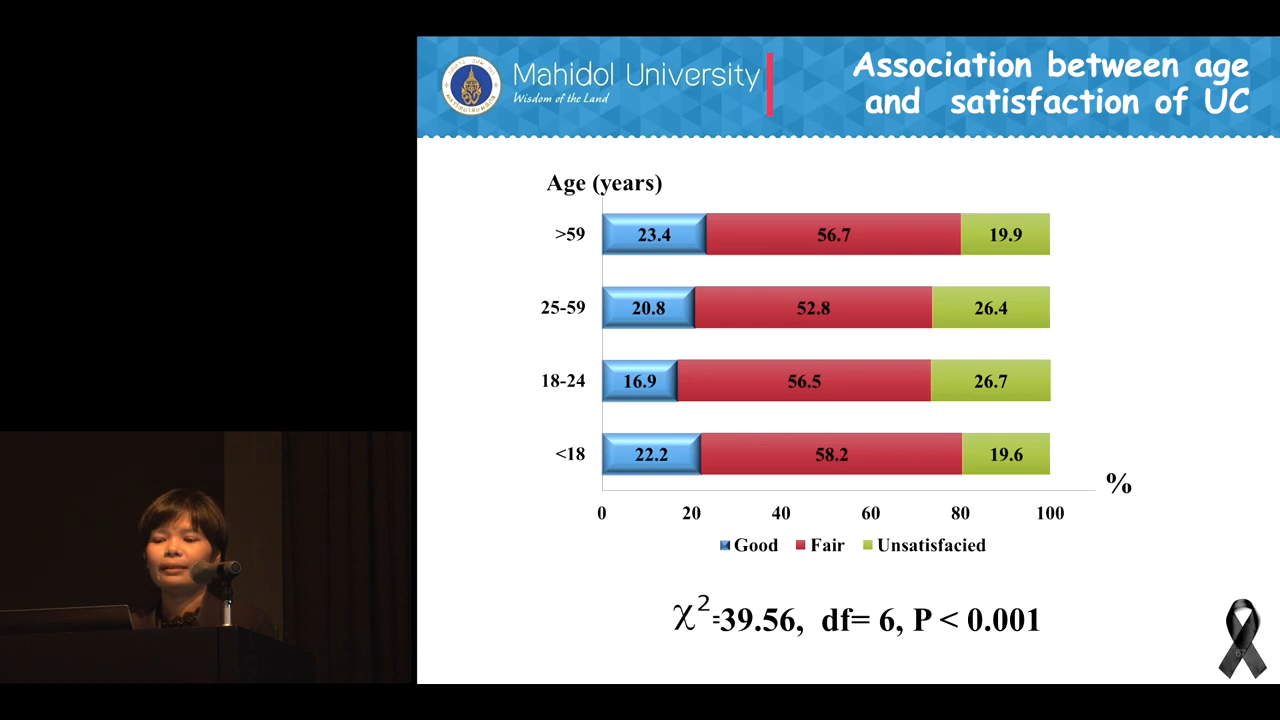 Mahidol University
Wisdom of the Land
Association between age
and satisfaction of UC
Age (years)
>59
23.4
56.7
19.9
25-59
20.8
52.8
26.4
18-24
16.9
56.5
26.7
<18
22.2
58.2
19.6
%
0 20 40 60 80 100
Good Fair Unsatisfacied
χ²=39.56, df= 6, P < 0.001
67